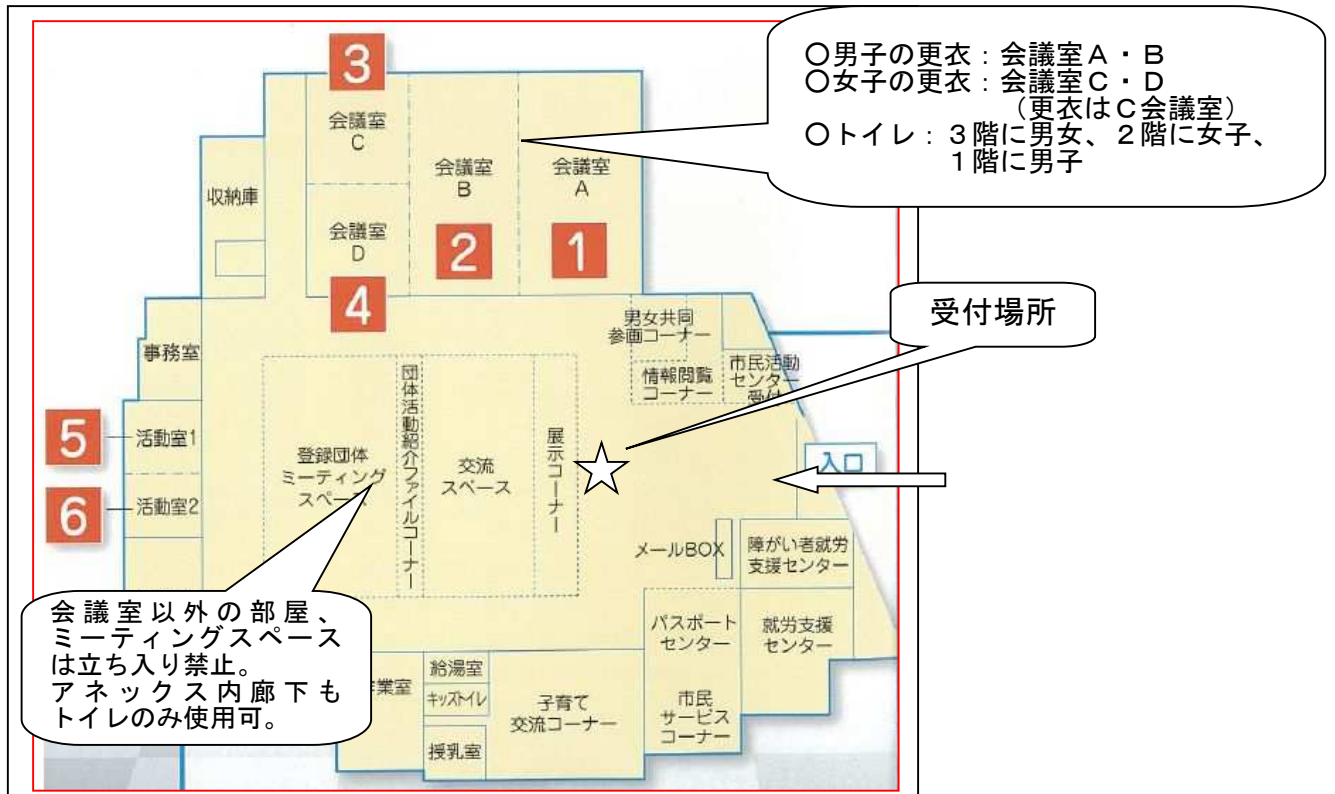 ○男子の更衣：会議室A・B
○女子の更衣：会議室C・D
（更衣はC会議室）
○トイレ：3階に男女、2階に女子、
1階に男子
3
会議室
C
会議室
B
会議室
A
収納庫
会議室
D
2
1
4
受付場所
男女共同
参画コーナー
事務室
情報閲覧
コーナー
市民活動
センター
受付
5
活動室1
6
活動室2
登録団体
ミーティング
スペース
団体活動紹介ファイルコーナー
交流
スペース
展示コーナー
入口
メールBOX
障がい者就労
支援センター
会議室以外の部屋、
ミーティングスペース
は立ち入り禁止。
アネックス内廊下も
トイレのみ使用可。
パスポート
センター
就労支援
センター
業室
給湯室
キッズトイレ
授乳室
子育て
交流コーナー
市民
サービス
コーナー